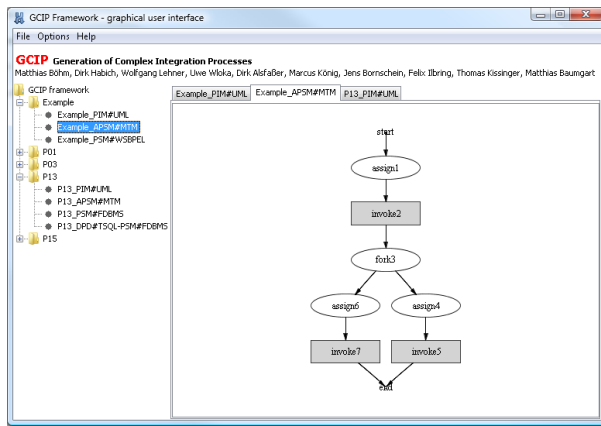 GCIP Framework - graphical user interface
File Options Help
GCIP Generation of Complex Integration Processes
Matthias Böhm, Dirk Habich, Wolfgang Lehner, Uwe Wloka, Dirk Alsfaßer, Marcus König, Jens Bornschein, Felix Ilbring, Thomas Kissinger, Matthias Baumgart
GCIP framework
Example
Example_PIM#UML
Example_APSM#MTM
Example_PSM#WSBPEL
P01
P03
P13
P13_PIM#UML
P13_APSM#MTM
P13_PSM#FDBMS
P13_DPD#TSQL-PSM#FDBMS
P15
Example_PIM#UML Example_APSM#MTM P13_PIM#UML
start
assign1
invoke2
fork3
assign6 assign4
invoke7 invoke5
end